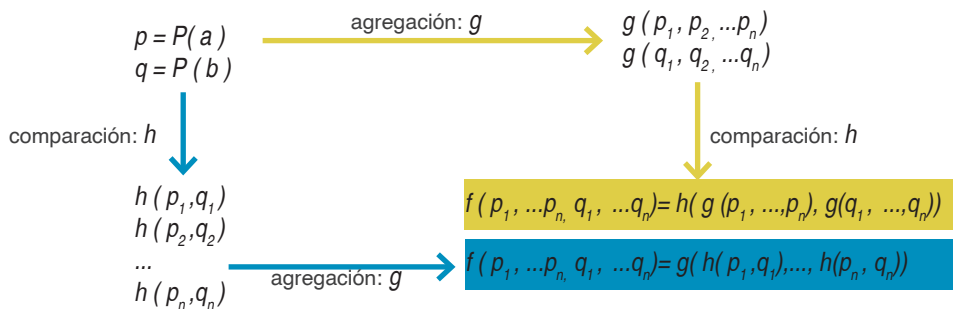 agregación: g
p = P( a )
q = P ( b )
g ( p₁ , p₂ , ...pₙ )
g ( q₁ , q₂ , ...qₙ )
comparación: h
comparación: h
h ( p₁ ,q₁ )
h ( p₂ ,q₂ )
...
h ( pₙ , qₙ )
f ( p₁ , ...pₙ, q₁ , ...qₙ)= h( g (p₁ , ...,pₙ), g(q₁ , ...,qₙ))
f ( p₁ , ...pₙ, q₁ , ...qₙ)= g( h( p₁ ,q₁),..., h(pₙ , qₙ))
agregación: g